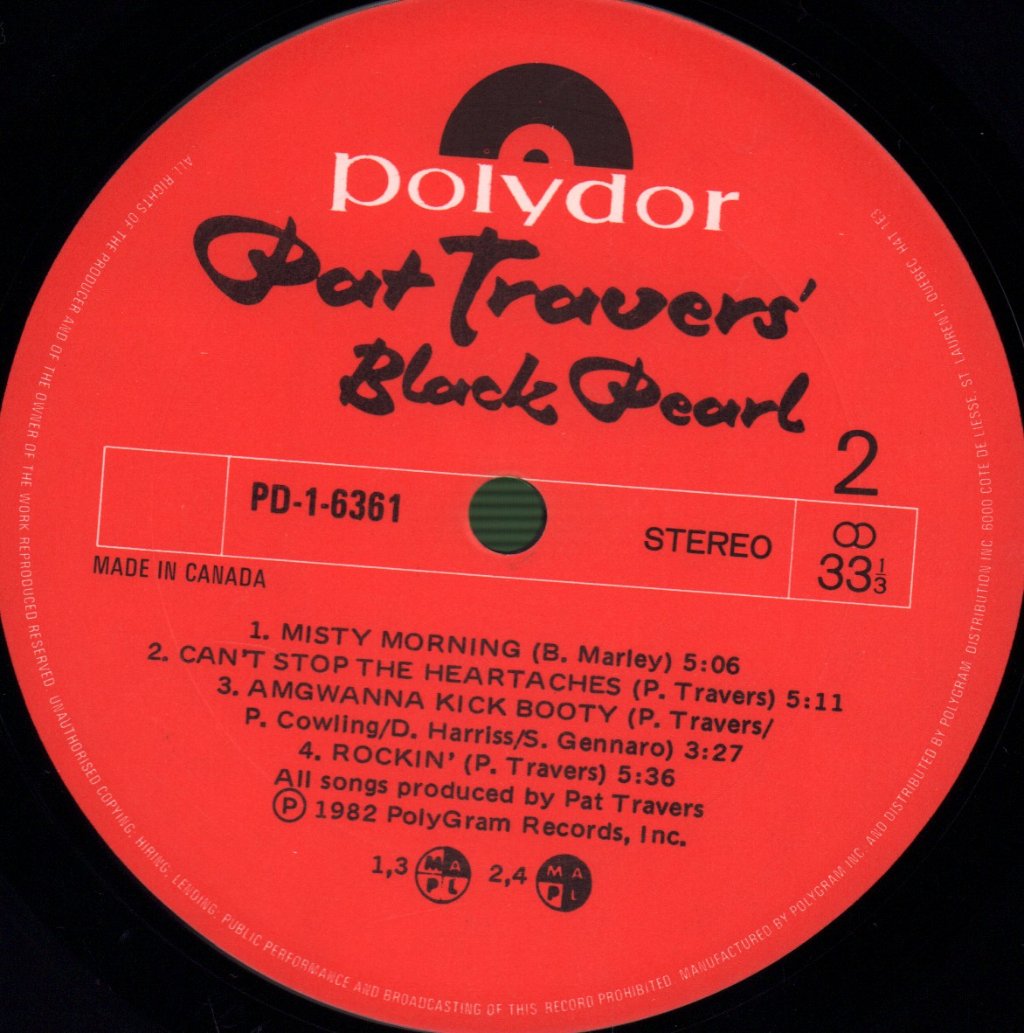 polydor
Pat Travers'
Black Pearl
2
PD-1-6361
STEREO
33 1/3
MADE IN CANADA
1. MISTY MORNING (B. Marley) 5:06
2. CAN'T STOP THE HEARTACHES (P. Travers) 5:11
3. AMGWANNA KICK BOOTY (P. Travers/
P. Cowling/D. Harriss/S. Gennaro) 3:27
4. ROCKIN' (P. Travers) 5:36
All songs produced by Pat Travers
Ⓟ 1982 PolyGram Records, Inc.
1,3 MAPL 2,4 MAPL
ALL RIGHTS OF THE PRODUCER AND OF THE OWNER OF THE WORK REPRODUCED RESERVED. UNAUTHORISED COPYING, HIRING, LENDING, PUBLIC PERFORMANCE AND BROADCASTING OF THIS RECORD PROHIBITED. MANUFACTURED BY POLYGRAM INC. AND DISTRIBUTED BY POLYGRAM DISTRIBUTION INC. 6000 COTE DE LIESSE, ST. LAURENT, QUEBEC H4T 1E3